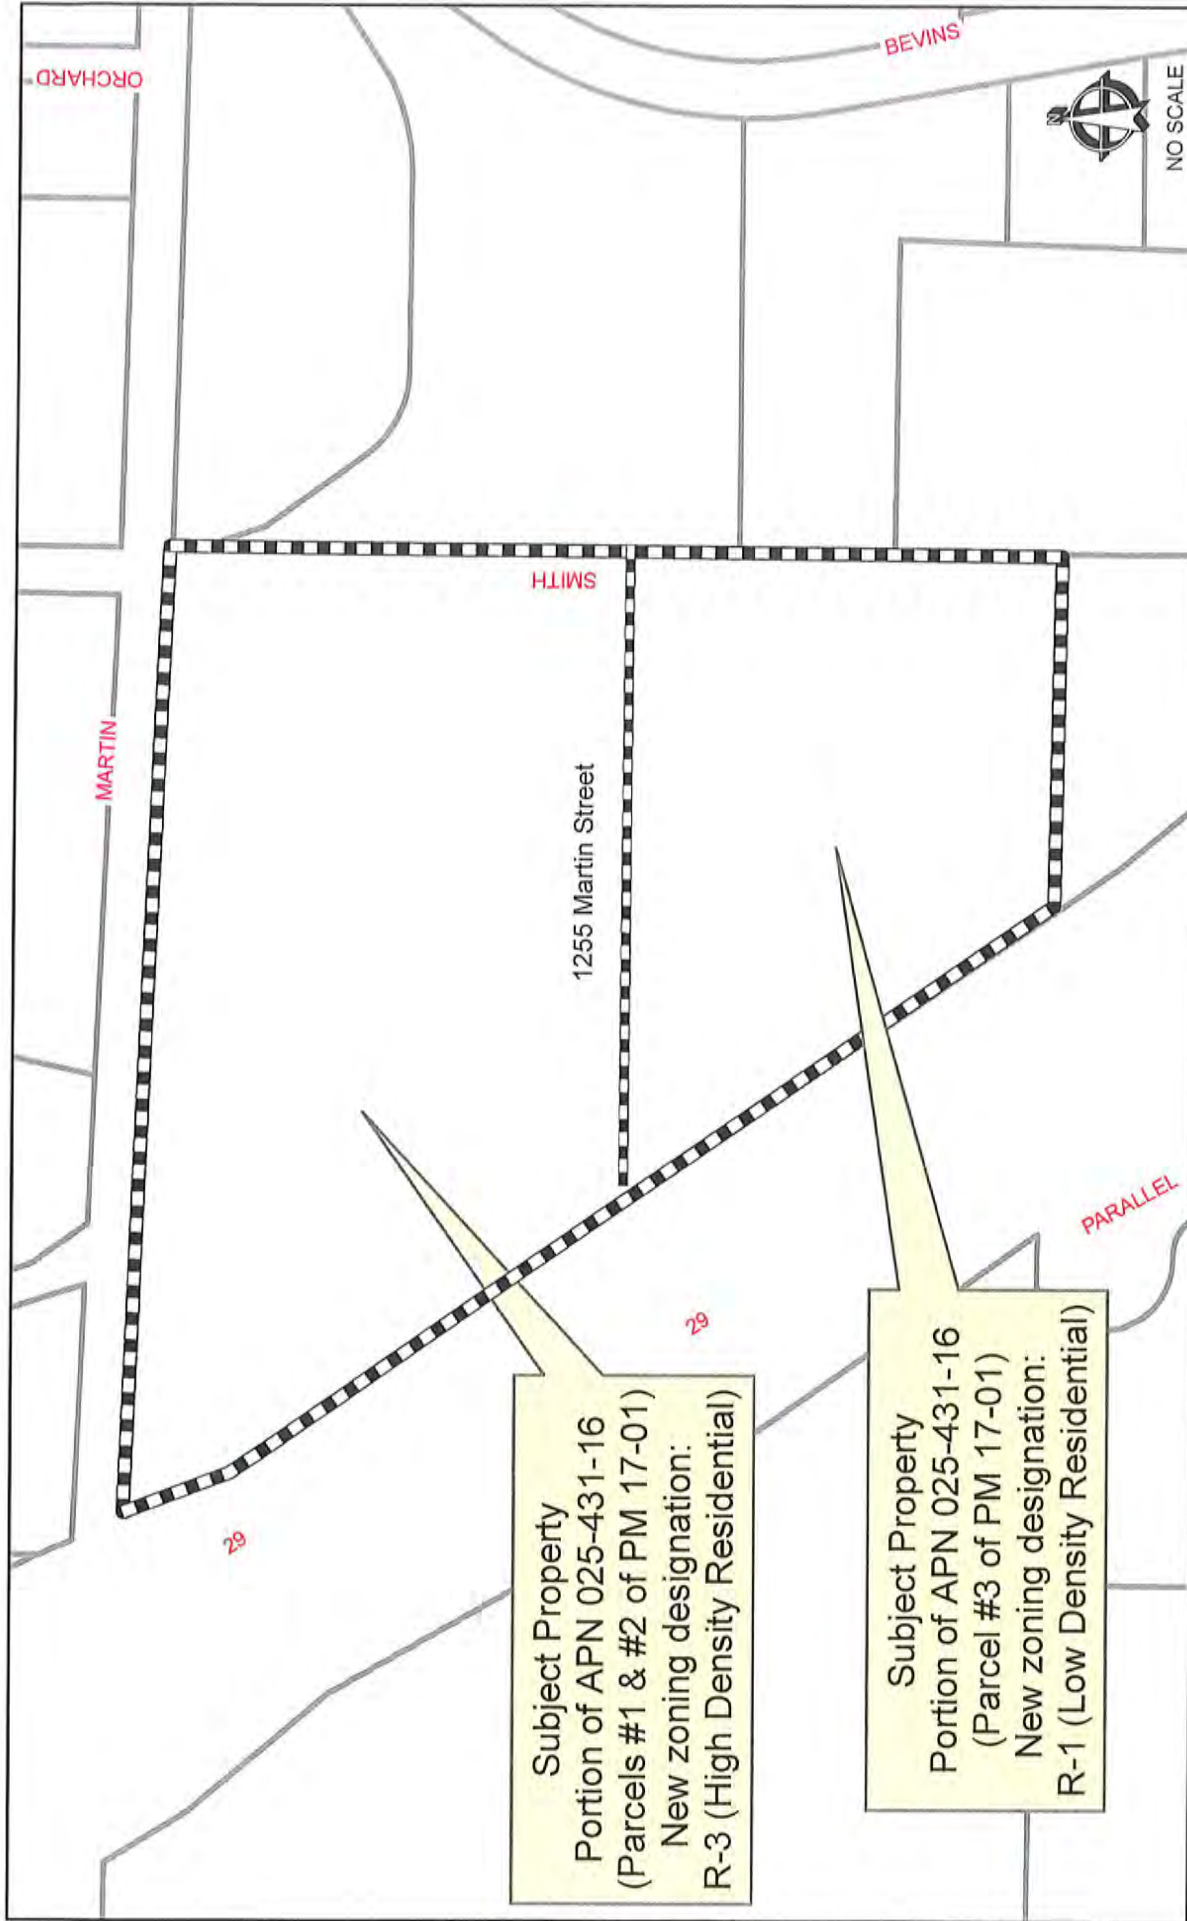 ORCHARD
BEVINS
N
NO SCALE
MARTIN
SMITH
1255 Martin Street
29
29
PARALLEL
Subject Property
Portion of APN 025-431-16
(Parcels #1 & #2 of PM 17-01)
New zoning designation:
R-3 (High Density Residential)
Subject Property
Portion of APN 025-431-16
(Parcel #3 of PM 17-01)
New zoning designation:
R-1 (Low Density Residential)